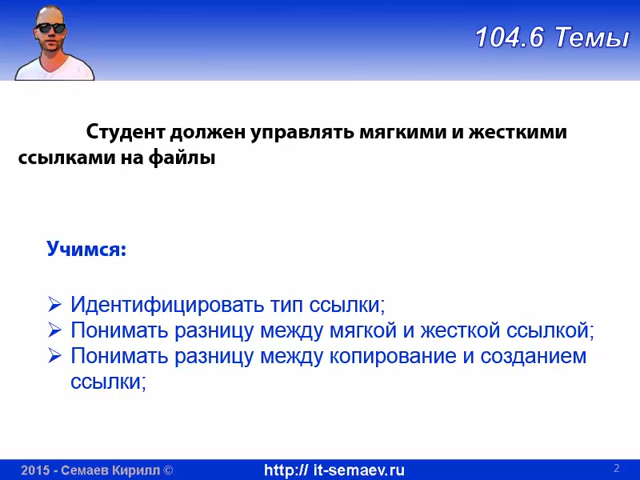 104.6 Темы
Студент должен управлять мягкими и жесткими
ссылками на файлы
Учимся:
Идентифицировать тип ссылки;
Понимать разницу между мягкой и жесткой ссылкой;
Понимать разницу между копирование и созданием
ссылки;
2015 - Семаев Кирилл ©
http:// it-semaev.ru
2